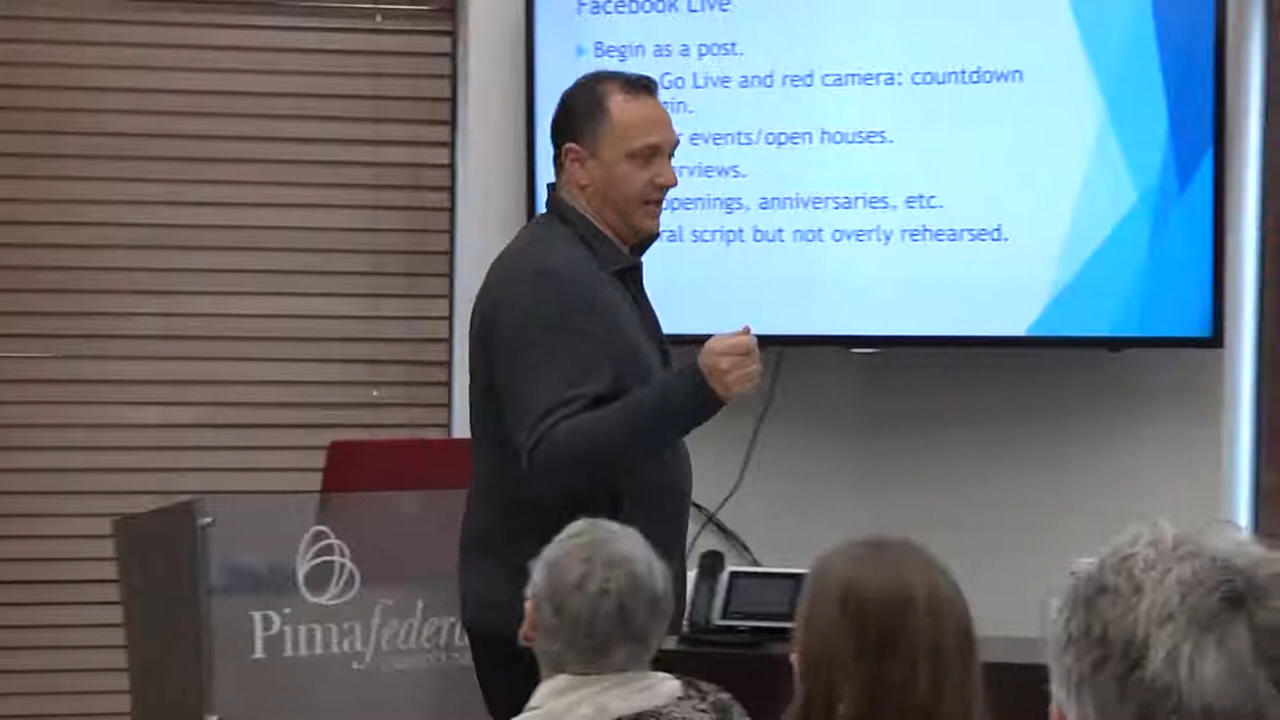 Facebook Live
Begin as a post.
Go Live and red camera: countdown
events/open houses.
openings, anniversaries, etc.
script but not overly rehearsed.
Pimafeder